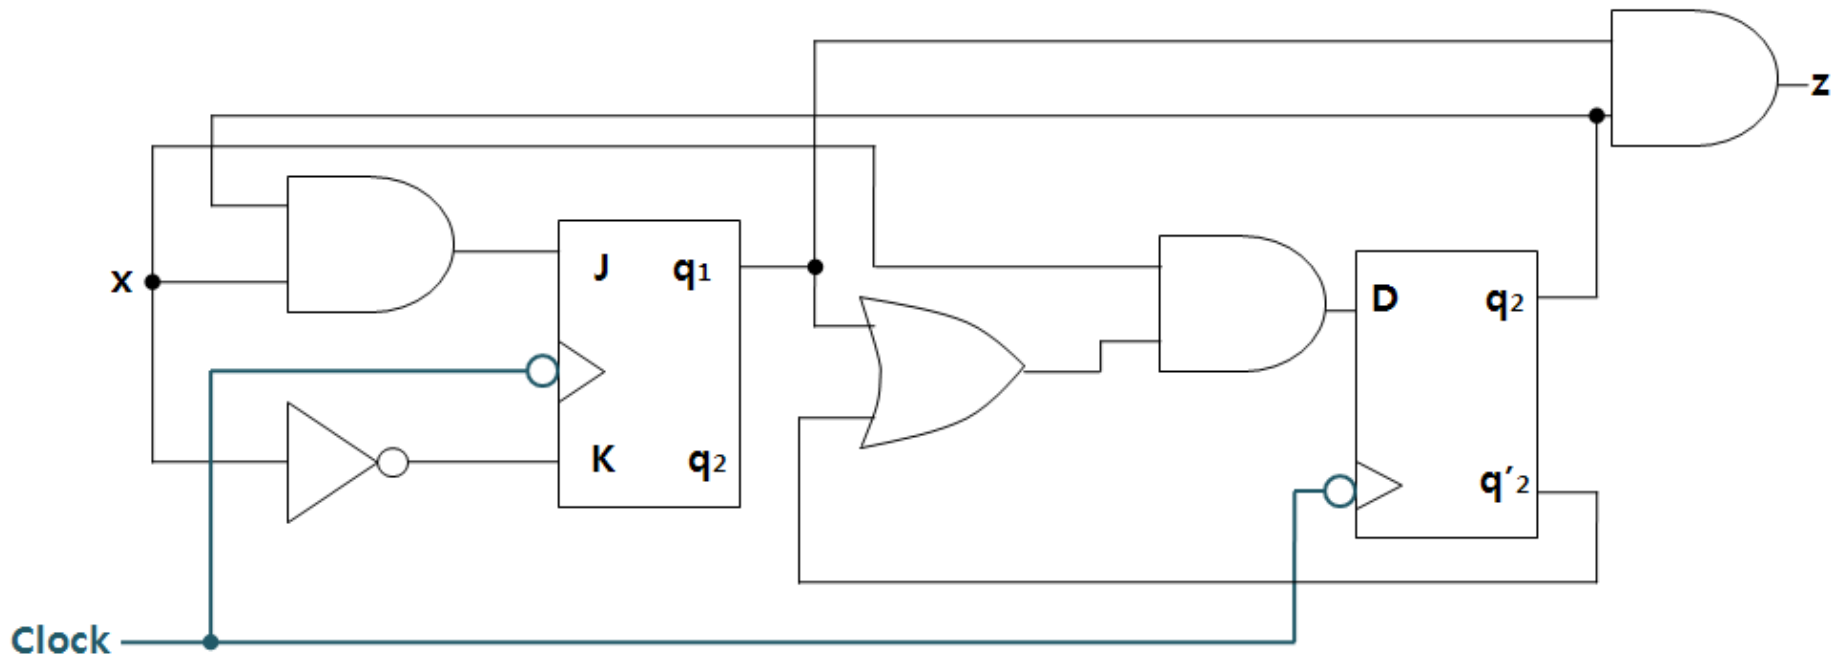 z
x
J q₁
D q₂
K q₂
q′₂
Clock